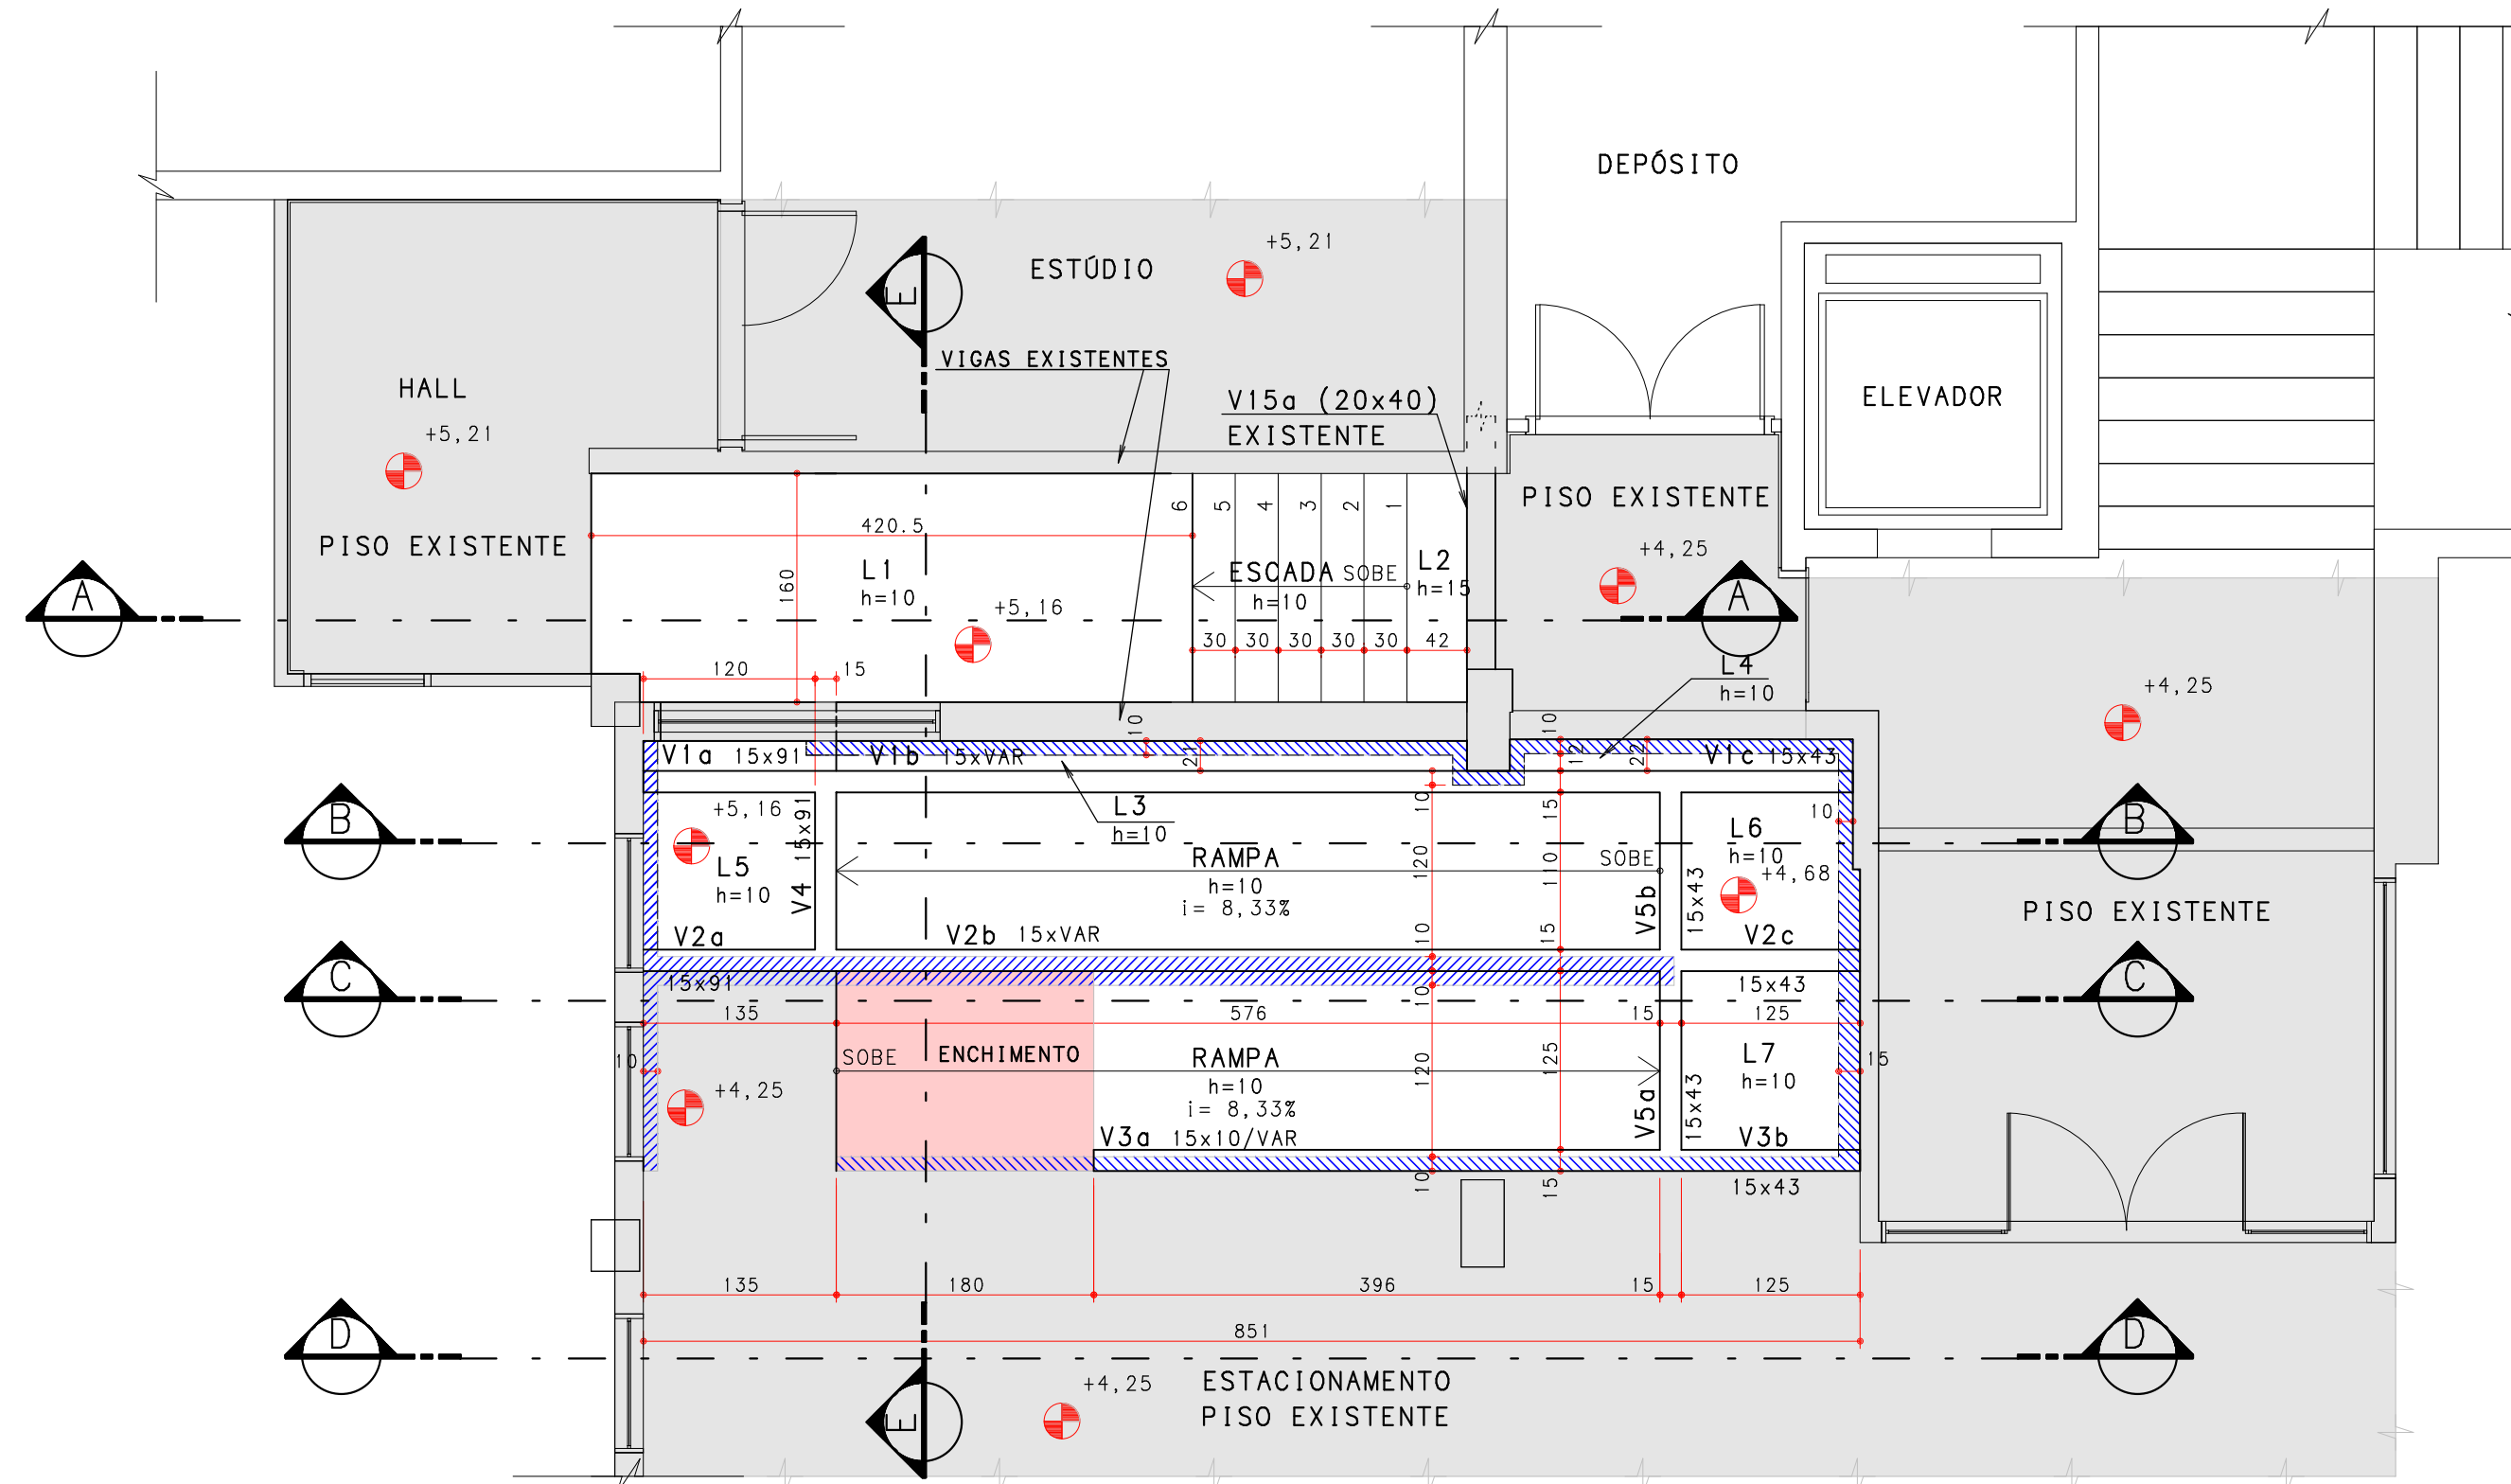 DEPÓSITO
+5,21
ESTÚDIO
E
VIGAS EXISTENTES
HALL
+5,21
V15a (20x40)
EXISTENTE
ELEVADOR
PISO EXISTENTE
6
5
4
3
2
1
PISO EXISTENTE
420.5
+4,25
L1
h=10
160
ESCADA
SOBE
h=10
L2
h=15
A
A
+5,16
30
30
30
30
30
42
120
15
L4
h=10
+4,25
10
21
10
12
22
V1a 15x91
V1b 15xVAR
V1c 15x43
+5,16
L3
h=10
10
15
10
B
B
V4 15x91
L5
h=10
RAMPA
h=10
i= 8,33%
SOBE
120
110
L6
h=10
+4,68
15x43
V5b
PISO EXISTENTE
V2a
V2b 15xVAR
10
15
V2c
C
C
15x91
10
15x43
135
576
15
125
10
SOBE
ENCHIMENTO
RAMPA
h=10
i= 8,33%
120
125
L7
h=10
15
+4,25
V5a
15x43
V3a 15x10/VAR
V3b
10
15
15x43
135
180
396
15
125
851
D
D
+4,25
ESTACIONAMENTO
PISO EXISTENTE
E